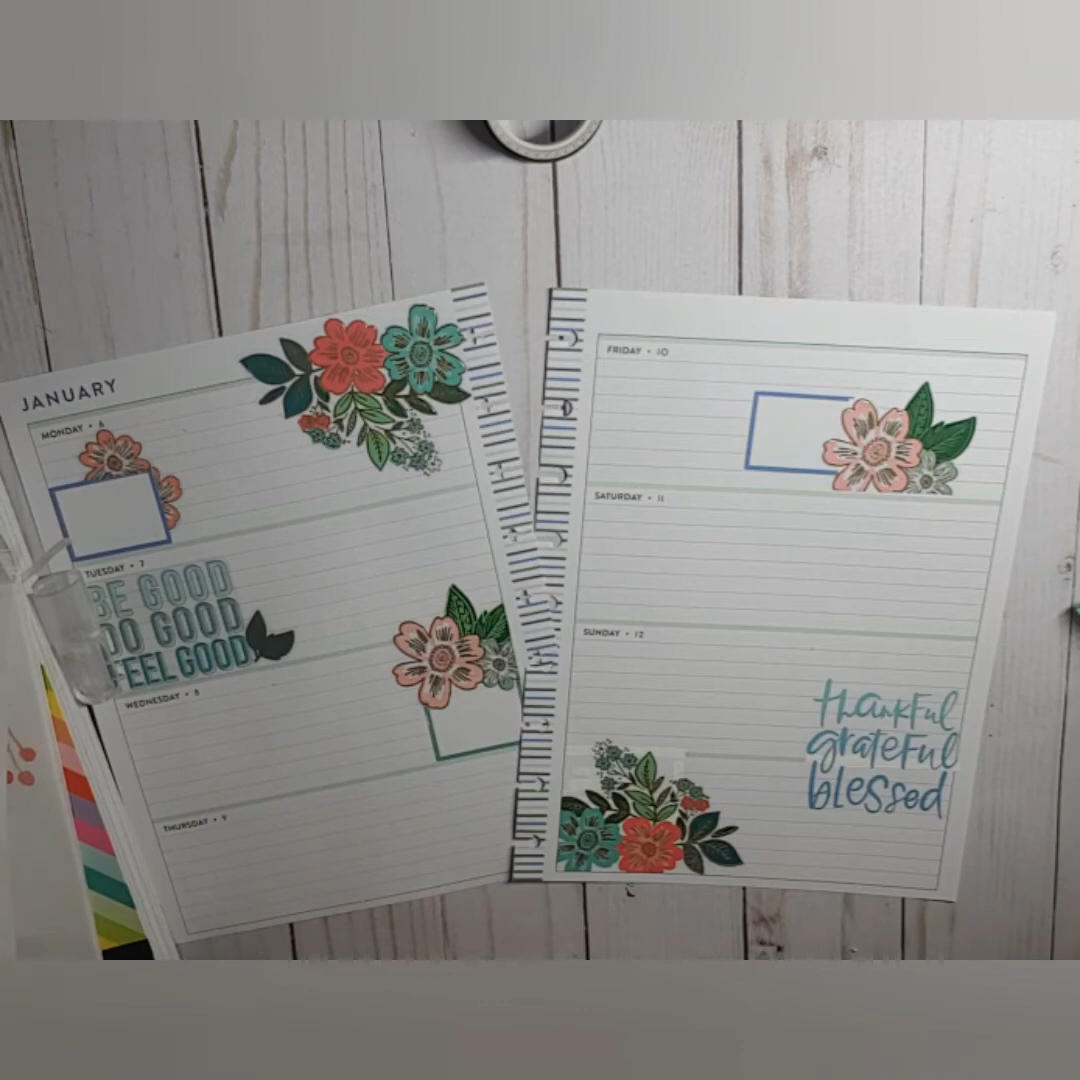 JANUARY
MONDAY • 6
TUESDAY • 7
BE GOOD
DO GOOD
FEEL GOOD
WEDNESDAY • 8
THURSDAY • 9
FRIDAY • 10
SATURDAY • 11
SUNDAY • 12
thankful
grateful
blessed